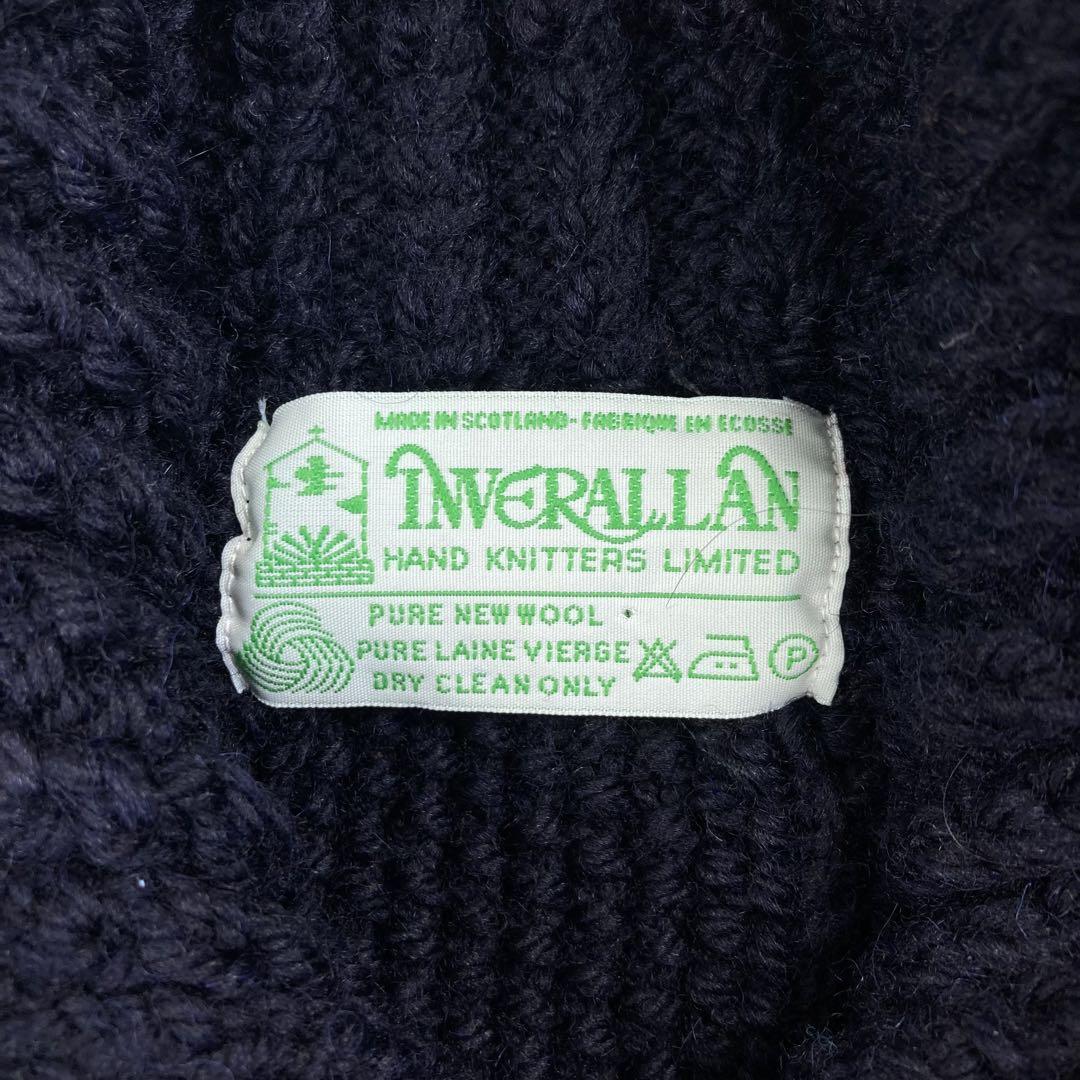 MADE IN SCOTLAND - FABRIQUE EN ECOSSE
INVERALLAN
HAND KNITTERS LIMITED
PURE NEW WOOL
PURE LAINE VIERGE
DRY CLEAN ONLY
P